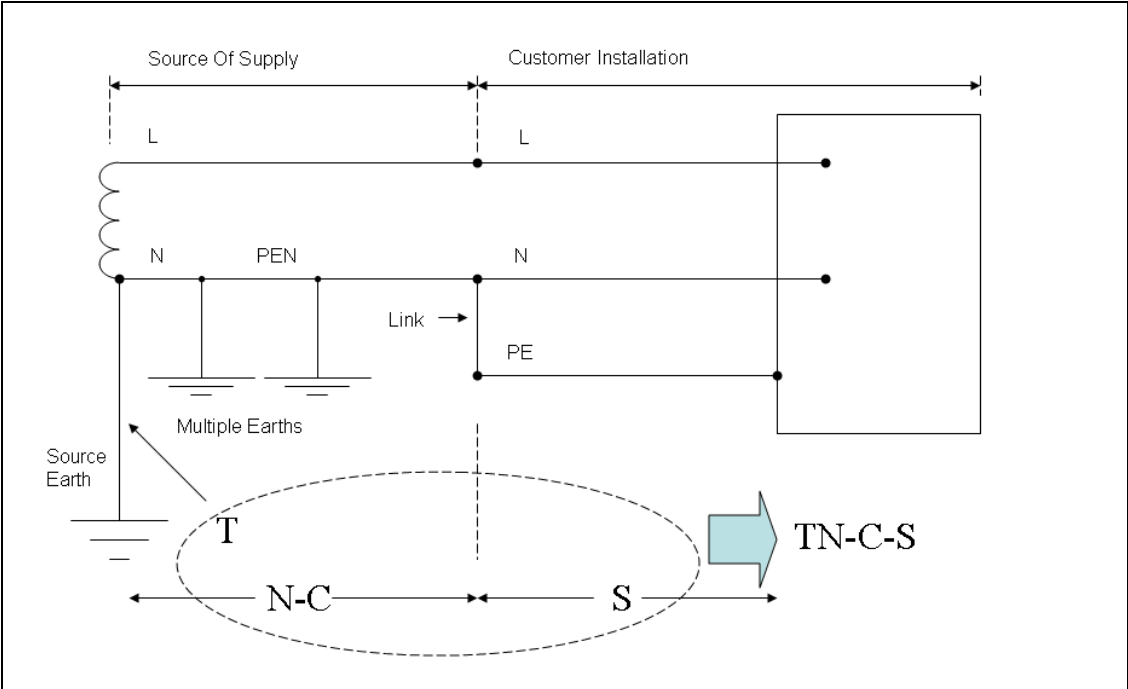 Source Of Supply
Customer Installation
L
L
N
PEN
N
Link
PE
Multiple Earths
Source
Earth
T
TN-C-S
N-C
S